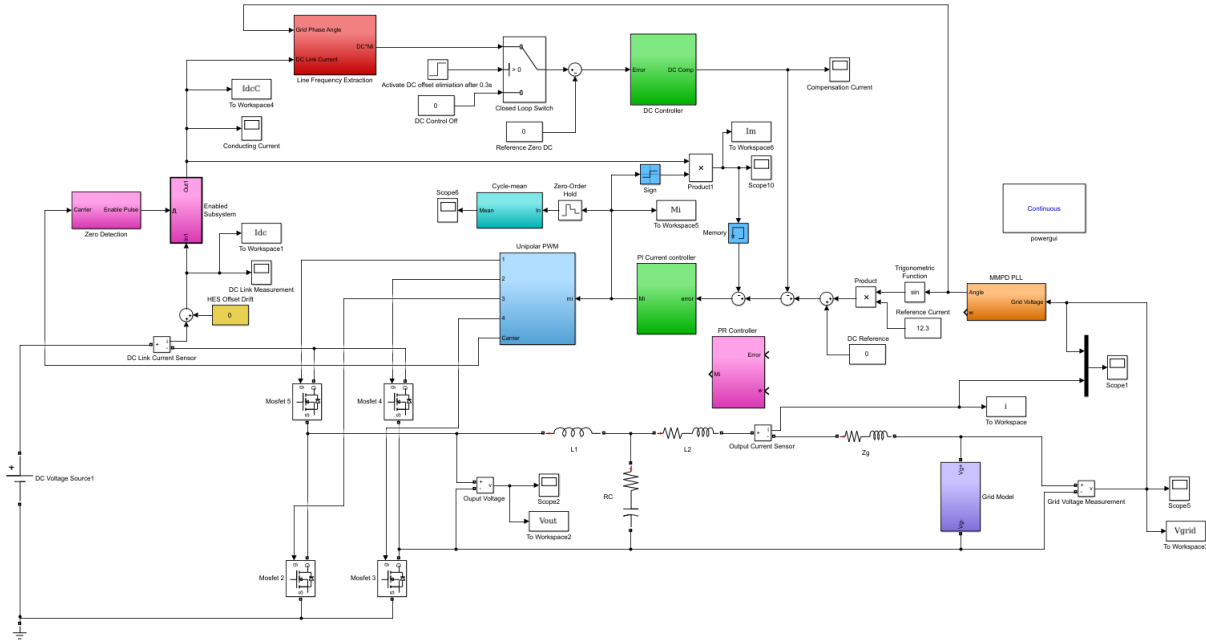 Grid Phase Angle
DC*Mi
DC Link Current
Line Frequency Extraction
> 0
Activate DC offset elimiation after 0.3s
0
DC Control Off
Closed Loop Switch
0
Reference Zero DC
Error
DC Comp
DC Controller
Compensation Current
IdcC
To Workspace4
Conducting Current
Im
To Workspace6
×
Product1
Scope10
Sign
Out1
In1
Enabled
Subsystem
Carrier
Enable Pulse
Zero Detection
Scope6
Cycle-mean
Mean
In
Zero-Order
Hold
Mi
To Workspace5
Memory
Continuous
powergui
Idc
To Workspace1
DC Link Measurement
HES Offset Drift
0
DC Link Current Sensor
Unipolar PWM
1
2
3
4
Carrier
mi
PI Current controller
Mi
error
Product
×
Trigonometric
Function
sin
MMPD PLL
Angle
Grid Voltage
w
Reference Current
12.3
DC Reference
0
PR Controller
Error
Mi
w
Scope1
i
To Workspace
Mosfet 5
Mosfet 4
g
D
S
g
D
S
L1
L2
Output Current Sensor
Zg
DC Voltage Source1
Ouput Voltage
v
Scope2
Vout
To Workspace2
RC
Vg+
Grid Model
Vg-
v
Grid Voltage Measurement
Scope5
Vgrid
To Workspace
Mosfet 2
Mosfet 3
g
D
S
g
D
S